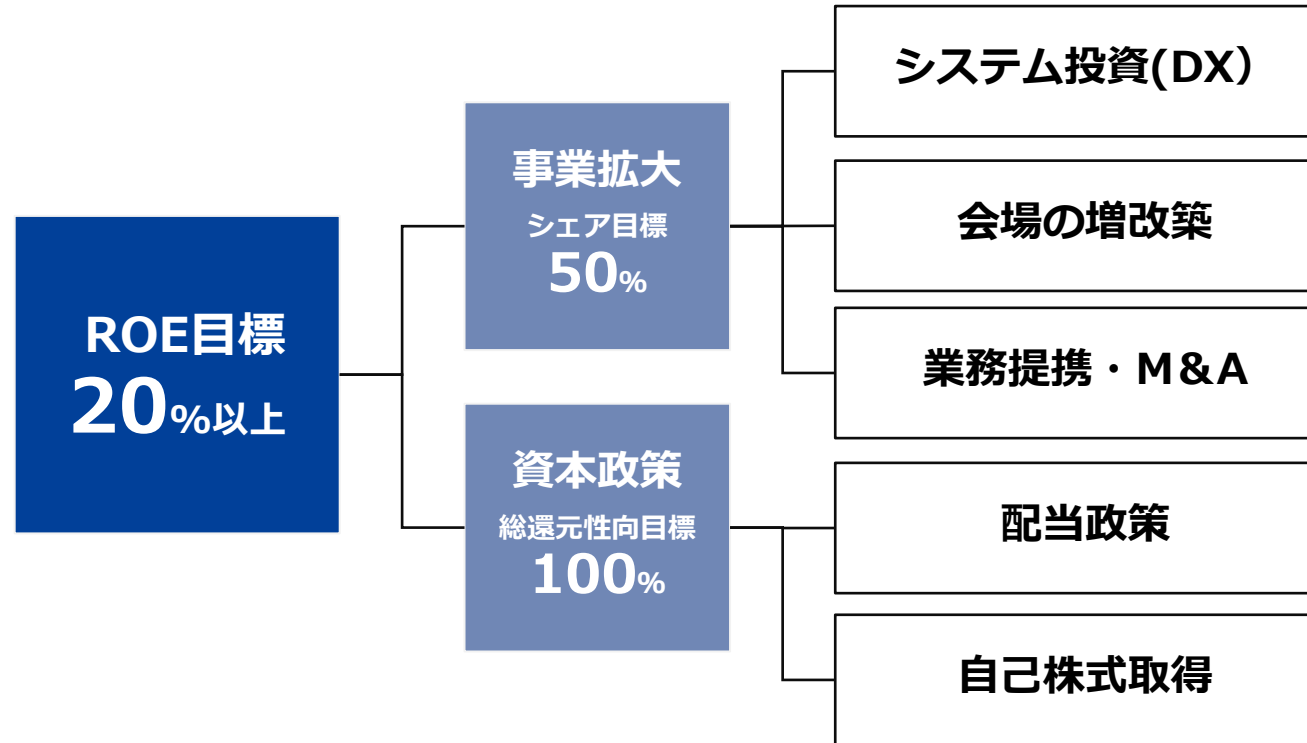 ROE目標
20%以上
事業拡大
シェア目標
50%
資本政策
総還元性向目標
100%
システム投資(DX）
会場の増改築
業務提携・M&A
配当政策
自己株式取得